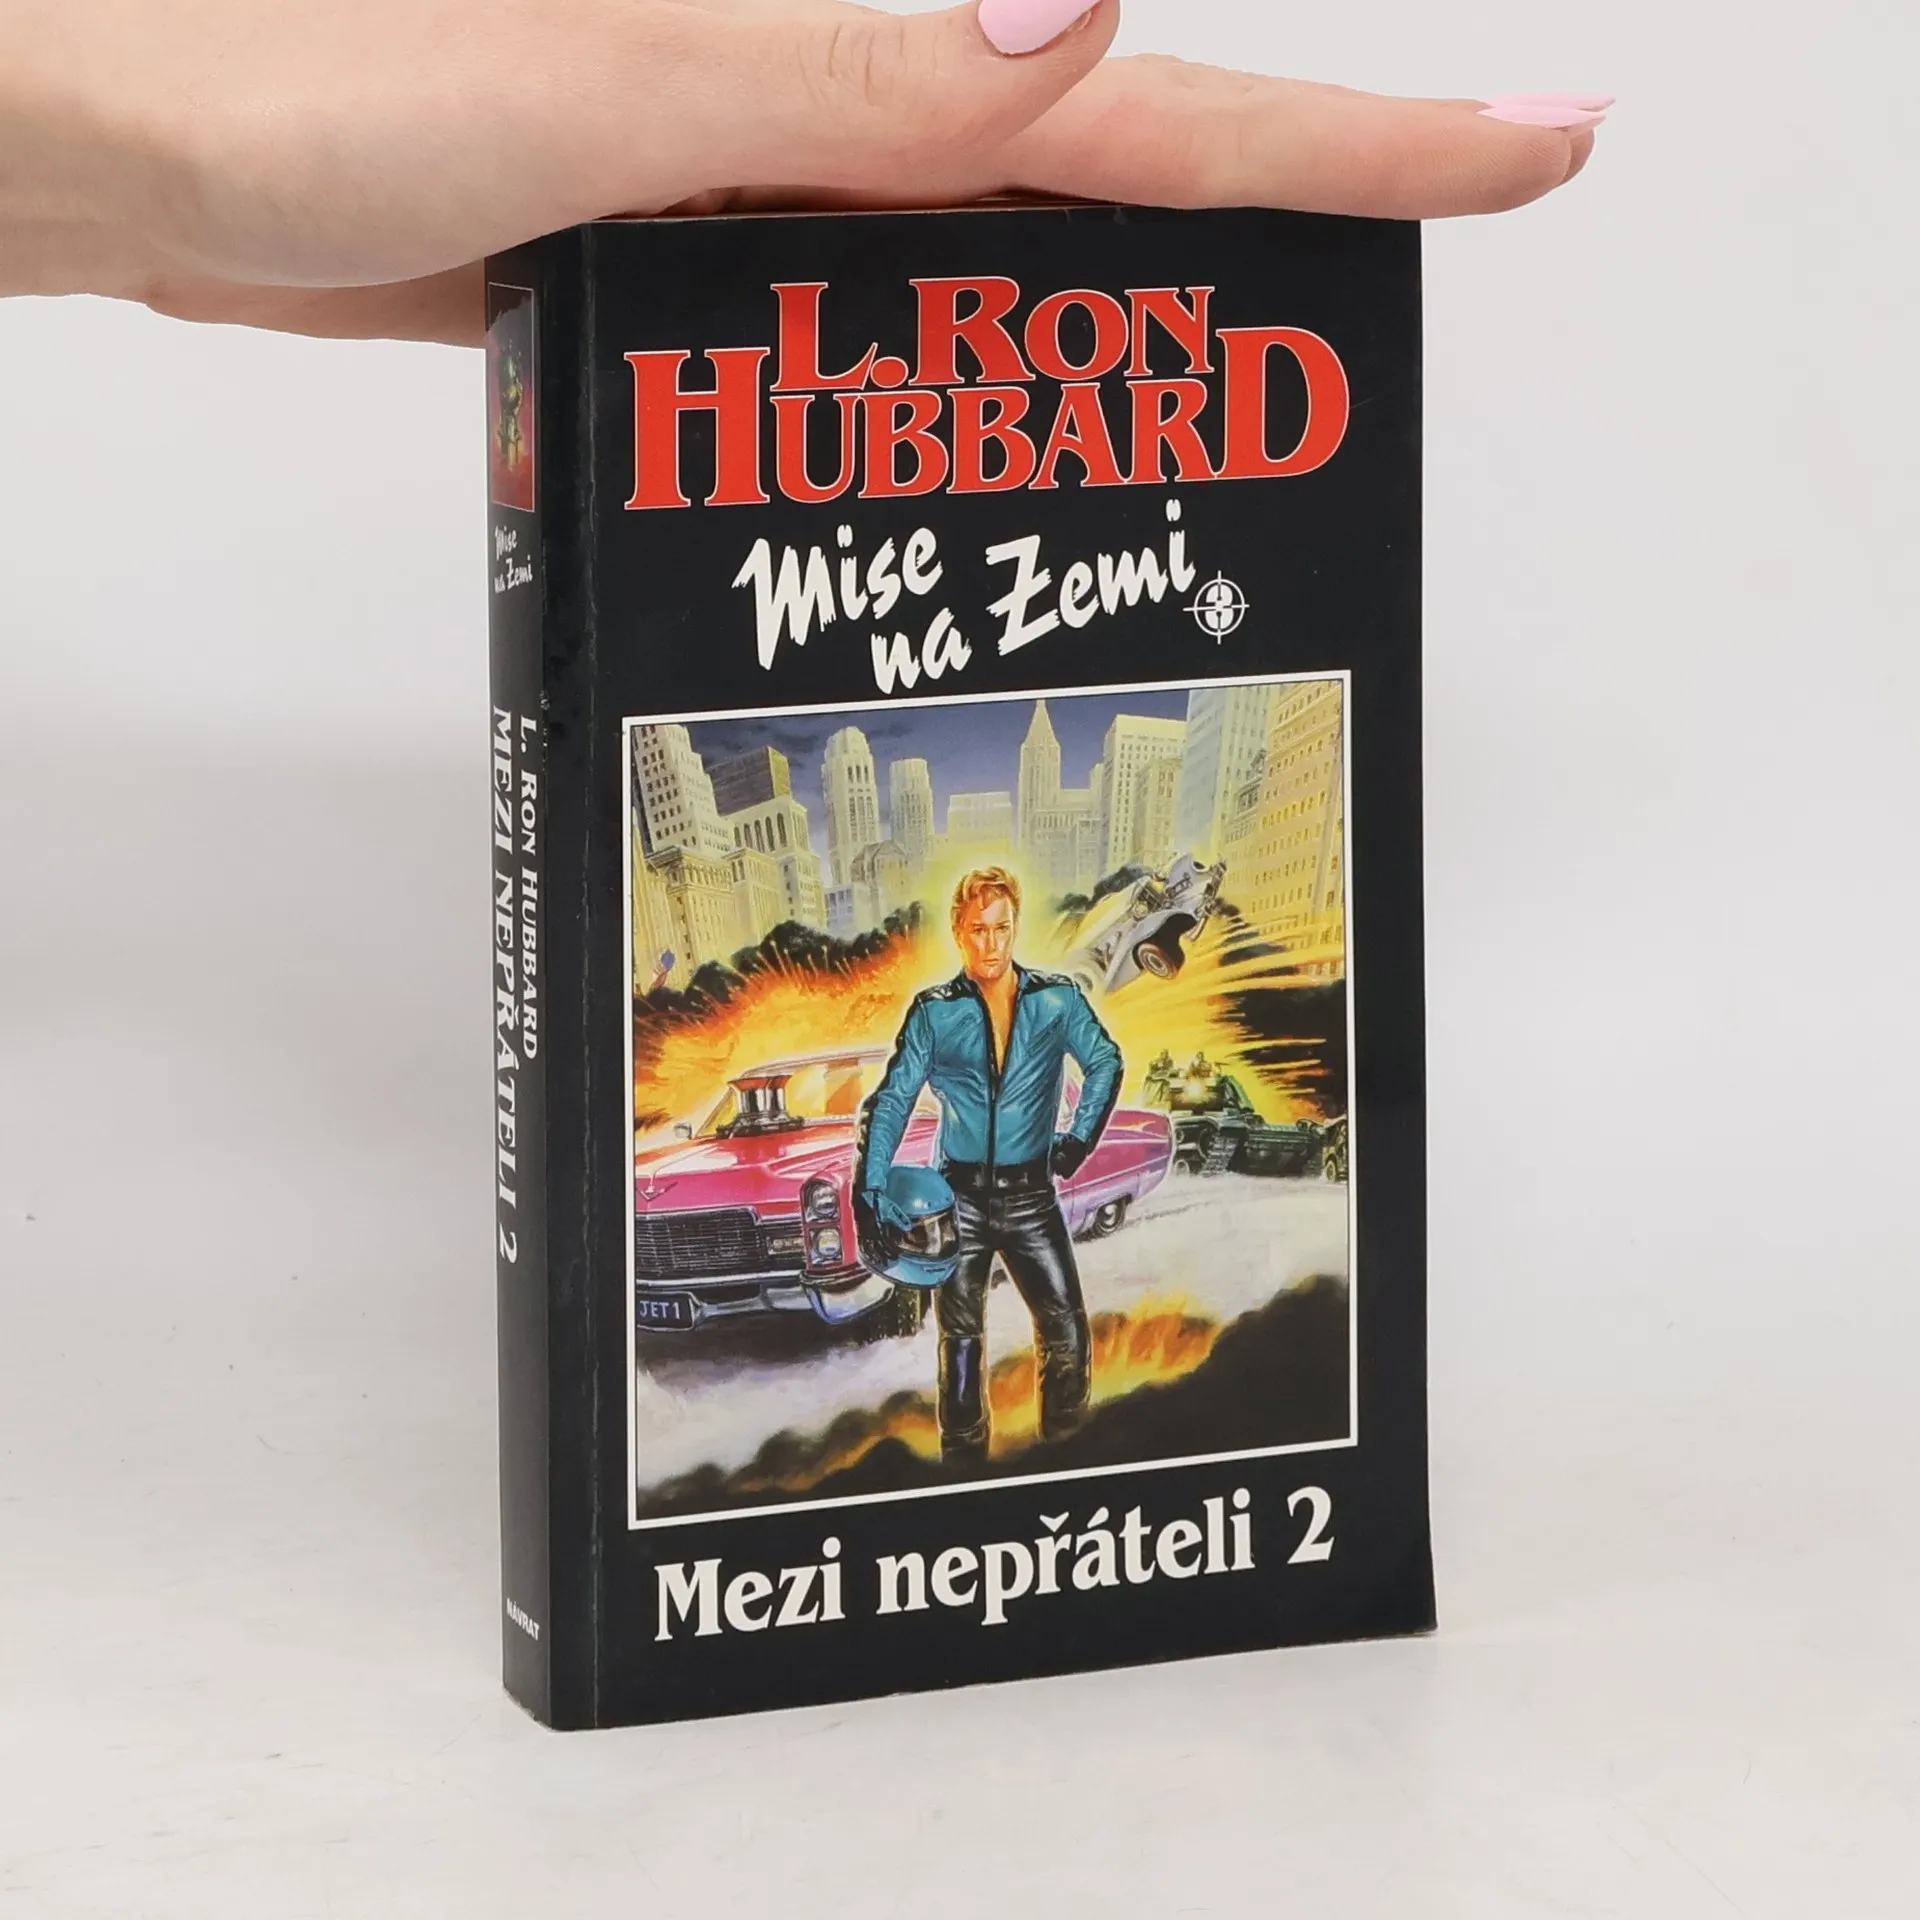 L. RON
HUBBARD
Mise
na Zemi
3
JET 1
Mezi nepřáteli 2
Mise
na Zemi
L. RON HUBBARD
MEZI NEPŘÁTELI 2
NÁVRAT